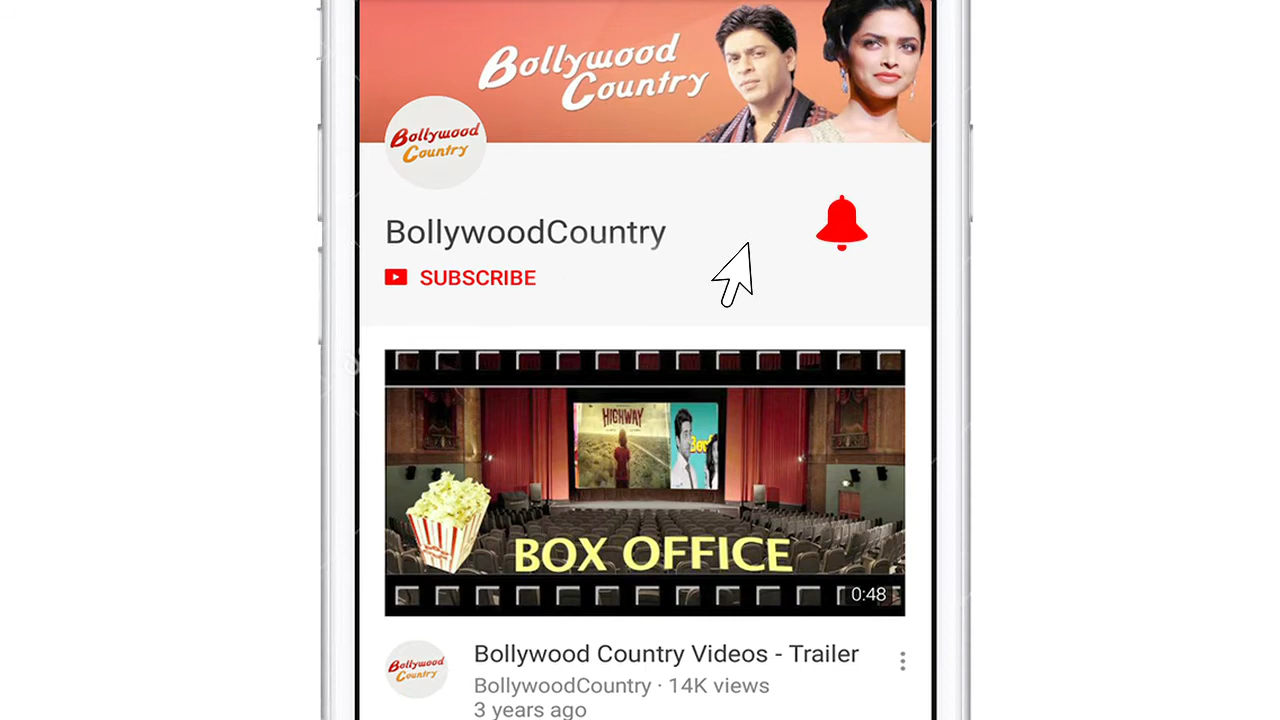 Bollywood
Country
Bollywood
Country
BollywoodCountry
SUBSCRIBE
HIGHWAY
BOX OFFICE
0:48
Bollywood
Country
Bollywood Country Videos - Trailer
BollywoodCountry · 14K views
3 years ago